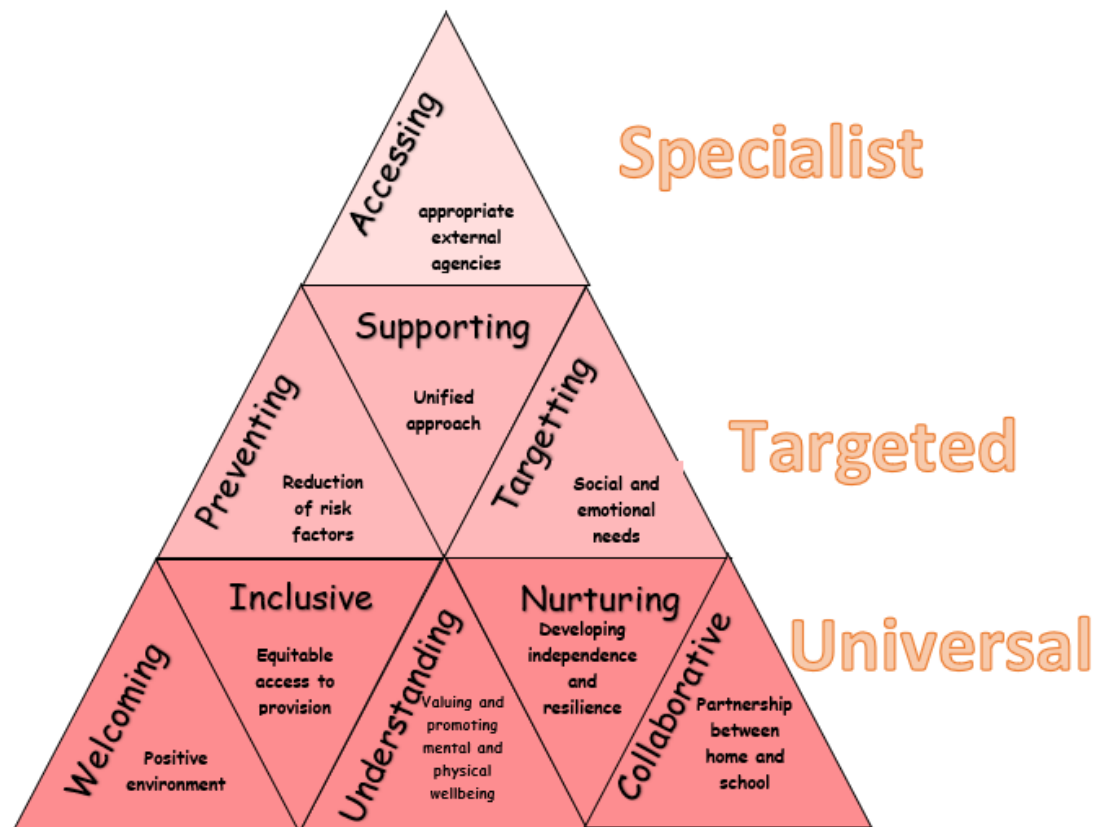 Accessing
appropriate
external
agencies
Specialist
Preventing
Reduction
of risk
factors
Supporting
Unified
approach
Targetting
Social and
emotional
needs
Targeted
Welcoming
Positive
environment
Inclusive
Equitable
access to
provision
Understanding
Valuing and
promoting
mental and
physical
wellbeing
Nurturing
Developing
independence
and
resilience
Collaborative
Partnership
between
home and
school
Universal